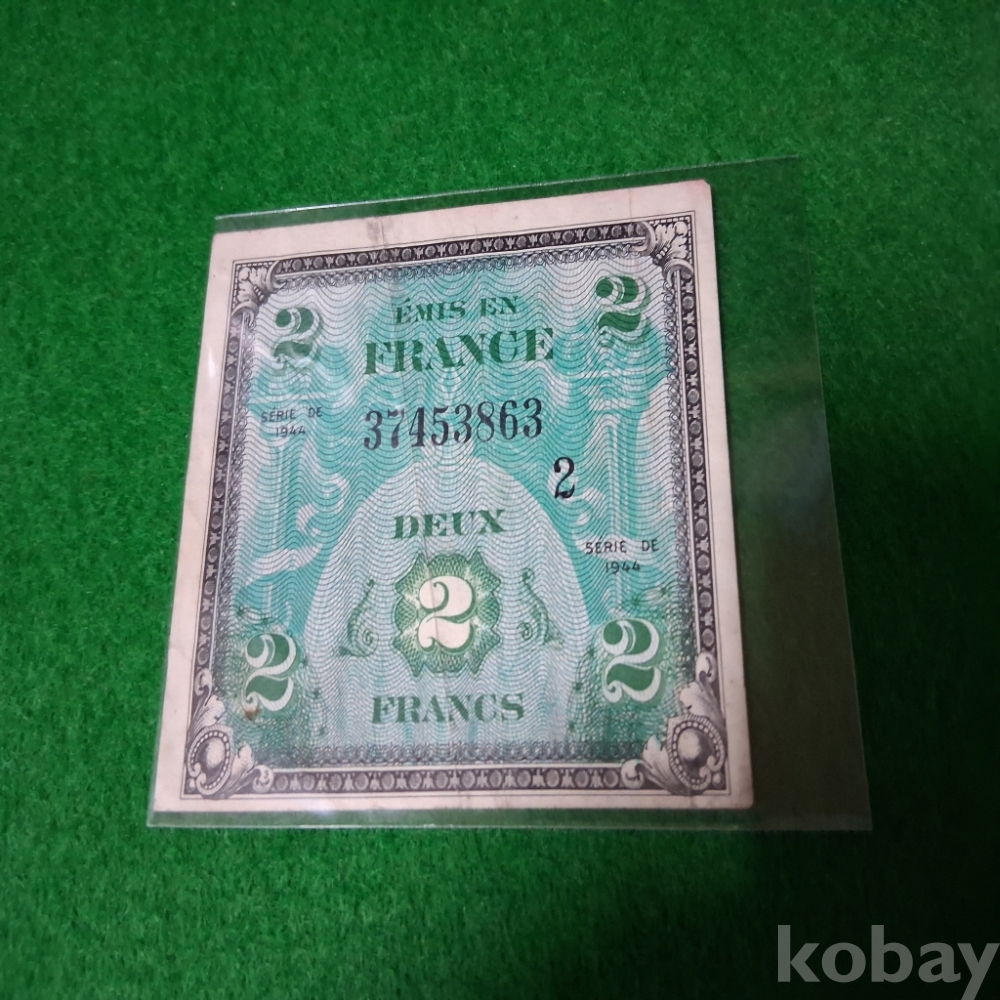 2 2
ÉMIS EN
FRANCE
SÉRIE DE
1944
37453863
2
DEUX
SÉRIE DE
1944
2 2 2
FRANCS
kobay